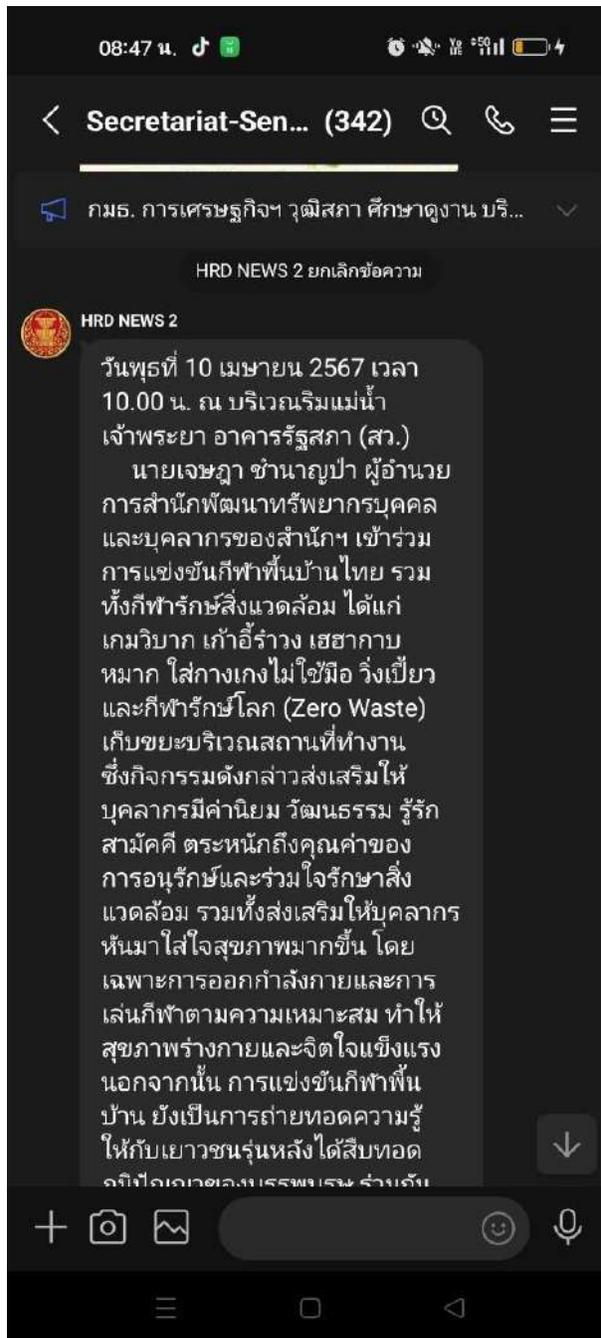 08:47 น.
5G
Secretariat-Sen... (342)
กมธ. การเศรษฐกิจฯ วุฒิสภา ศึกษาดูงาน บริ...
HRD NEWS 2 ยกเลิกข้อความ
HRD NEWS 2
วันพุธที่ 10 เมษายน 2567 เวลา
10.00 น. ณ บริเวณริมแม่น้ำ
เจ้าพระยา อาคารรัฐสภา (สว.)
นายเจษฎา ชำนาญป่า ผู้อำนวย
การสำนักพัฒนาทรัพยากรบุคคล
และบุคลากรของสำนักฯ เข้าร่วม
การแข่งขันกีฬาพื้นบ้านไทย รวม
ทั้งกีฬารักษ์สิ่งแวดล้อม ได้แก่
เกมวิบาก เก้าอี้รำวง เฮฮากาบ
หมาก ใส่กางเกงไม่ใช้มือ วิ่งเปี้ยว
และกีฬารักษ์โลก (Zero Waste)
เก็บขยะบริเวณสถานที่ทำงาน
ซึ่งกิจกรรมดังกล่าวส่งเสริมให้
บุคลากรมีค่านิยม วัฒนธรรม รู้รัก
สามัคคี ตระหนักถึงคุณค่าของ
การอนุรักษ์และร่วมใจรักษาสิ่ง
แวดล้อม รวมทั้งส่งเสริมให้บุคลากร
หันมาใส่ใจสุขภาพมากขึ้น โดย
เฉพาะการออกกำลังกายและการ
เล่นกีฬาตามความเหมาะสม ทำให้
สุขภาพร่างกายและจิตใจแข็งแรง
นอกจากนั้น การแข่งขันกีฬาพื้น
บ้าน ยังเป็นการถ่ายทอดความรู้
ให้กับเยาวชนรุ่นหลังได้สืบทอด
ภูมิปัญญาของบรรพบุรุษ ร่วมกับ